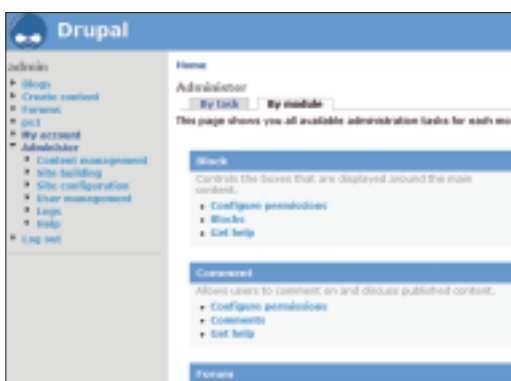 Drupal
admin
Blogs
Create content
Forums
My account
Administer
Content management
Site building
Site configuration
User management
Logs
Help
Log out
Home
Administer
By task
By module
This page shows you all available administration tasks for each
Block
Controls the boxes that are displayed around the main
content.
Configure permissions
Blocks
Get help
Comment
Allows users to comment on and discuss published content.
Configure permissions
Comments
Get help
Forum